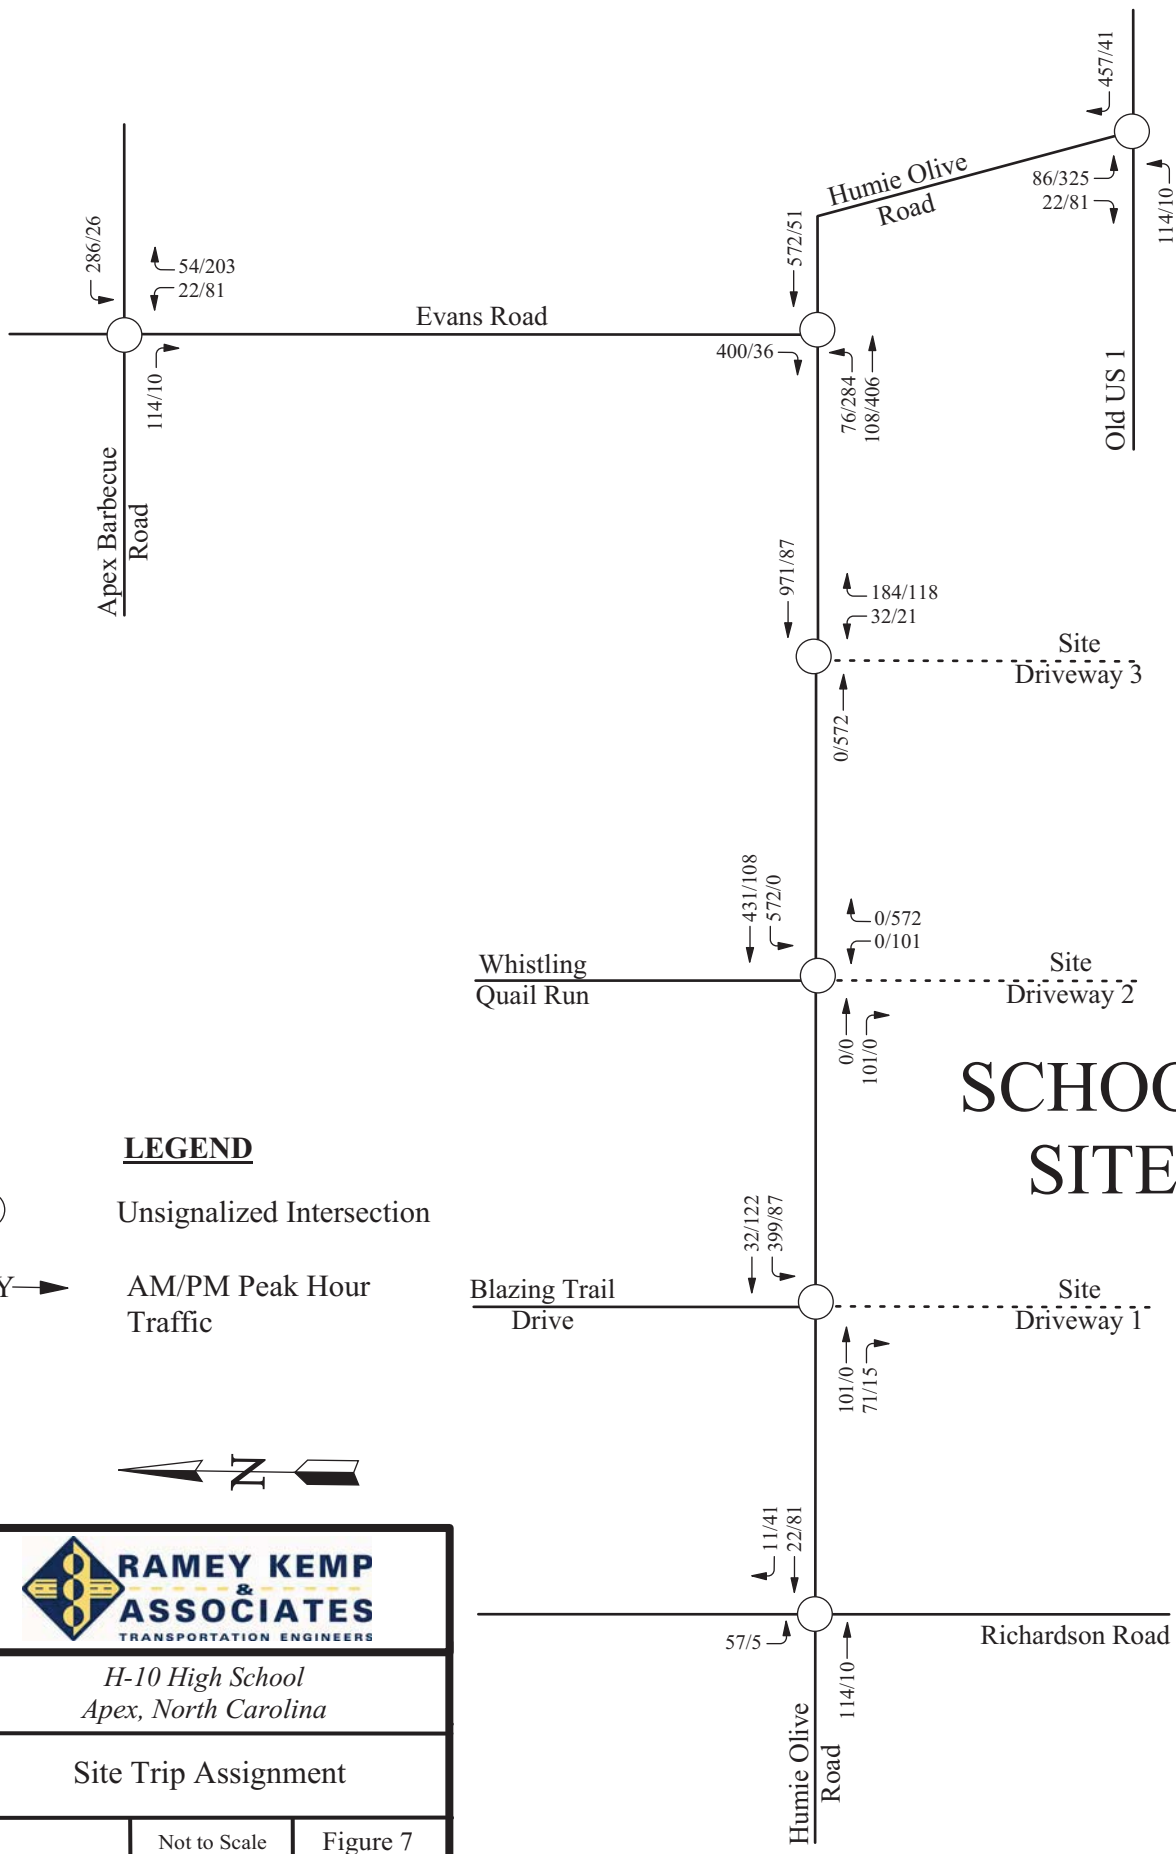 457/41
86/325
22/81
114/10
Humie Olive
Road
Old US 1
286/26
54/203
22/81
114/10
Evans Road
Apex Barbecue
Road
572/51
400/36
76/284
108/406
971/87
184/118
32/21
Site
Driveway 3
0/572
431/108
572/0
0/572
0/101
Whistling
Quail Run
Site
Driveway 2
0/0
101/0
SCHOO
SITE
LEGEND
Unsignalized Intersection
Y
AM/PM Peak Hour
Traffic
32/122
399/87
Blazing Trail
Drive
Site
Driveway 1
101/0
71/15
N
11/41
22/81
57/5
114/10
Richardson Road
Humie Olive
Road
RAMEY KEMP
&
ASSOCIATES
TRANSPORTATION ENGINEERS
H-10 High School
Apex, North Carolina
Site Trip Assignment
Not to Scale
Figure 7